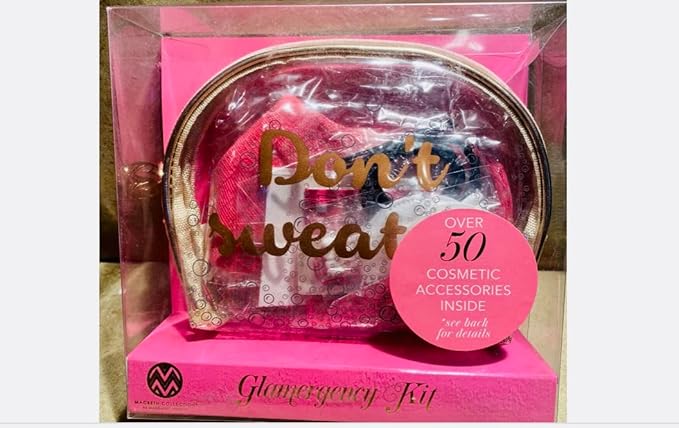 Don't
sweat
OVER
50
COSMETIC
ACCESSORIES
INSIDE
*see back
for details
MACBETH COLLECTION
Glamergency Kit